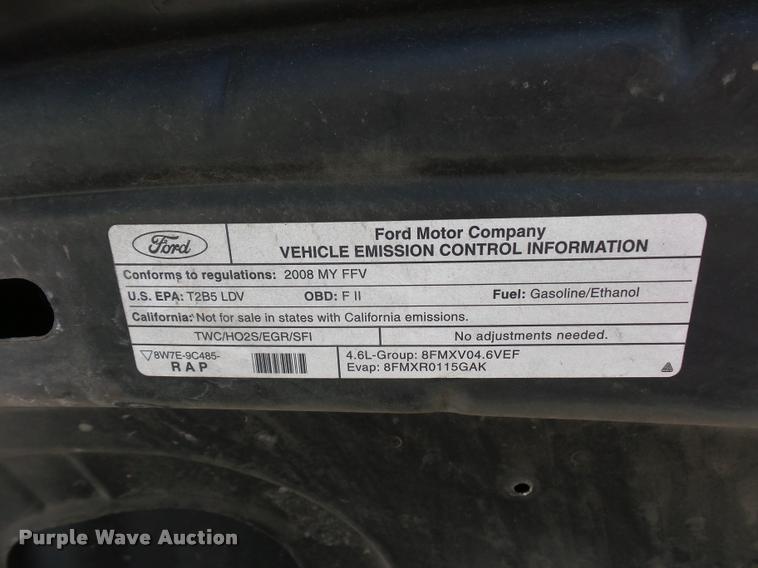 Ford
Ford Motor Company
VEHICLE EMISSION CONTROL INFORMATION
Conforms to regulations: 2008 MY FFV
U.S. EPA: T2B5 LDV OBD: F II Fuel: Gasoline/Ethanol
California: Not for sale in states with California emissions.
TWC/HO2S/EGR/SFI No adjustments needed.
8W7E-9C485- 4.6L-Group: 8FMXV04.6VEF
RAP Evap: 8FMXR0115GAK
Purple Wave Auction